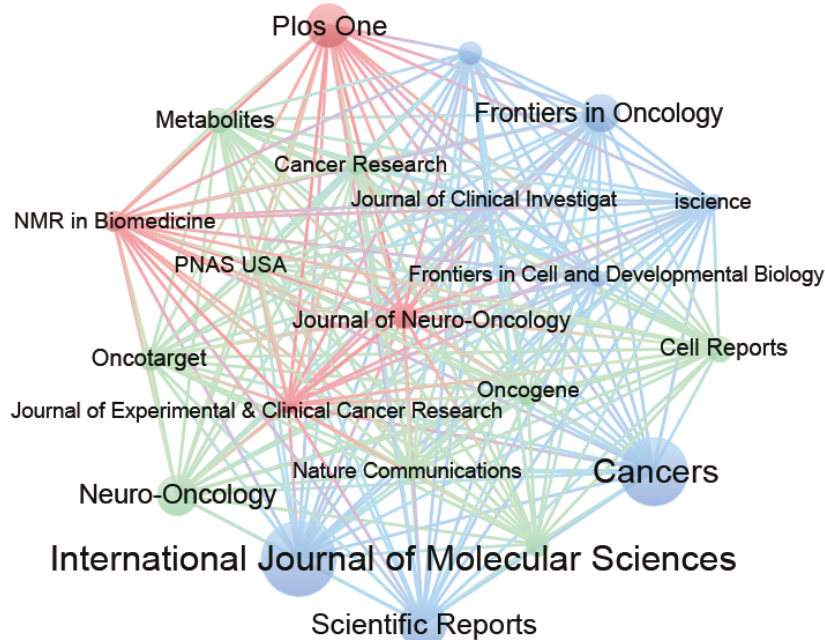 Plos One
Frontiers in Oncology
Metabolites
Cancer Research
Journal of Clinical Investigat
iscience
NMR in Biomedicine
PNAS USA
Frontiers in Cell and Developmental Biology
Journal of Neuro-Oncology
Cell Reports
Oncotarget
Oncogene
Journal of Experimental & Clinical Cancer Research
Nature Communications
Cancers
Neuro-Oncology
International Journal of Molecular Sciences
Scientific Reports